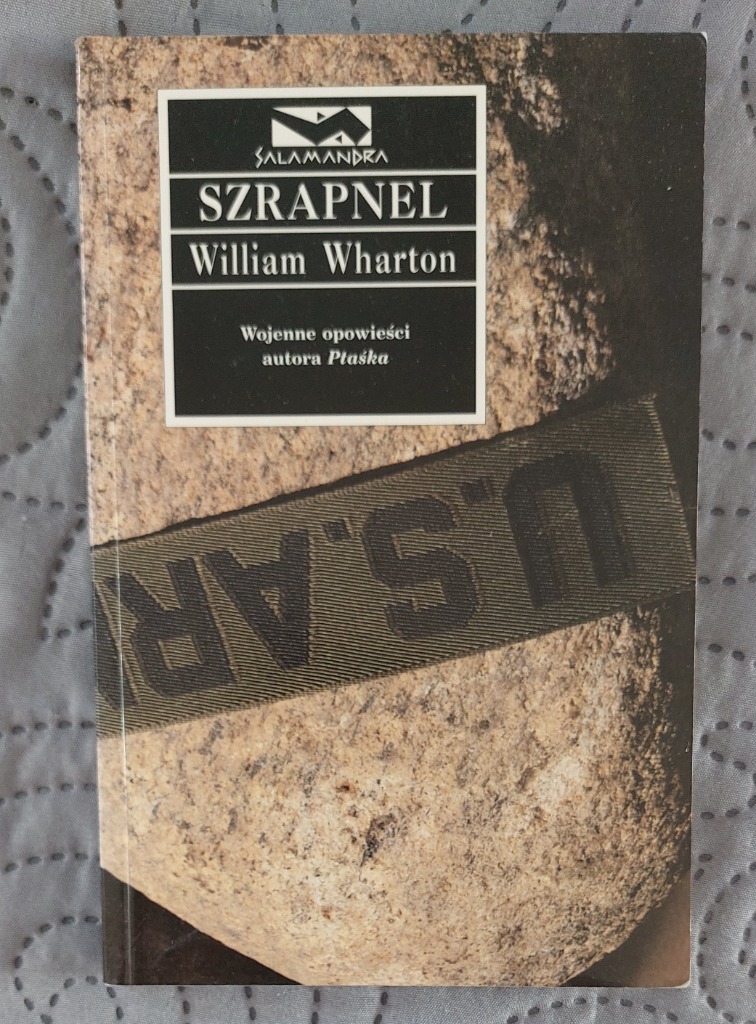 SALAMANDRA
SZRAPNEL
William Wharton
Wojenne opowieści
autora Ptaśka
U.S. AR